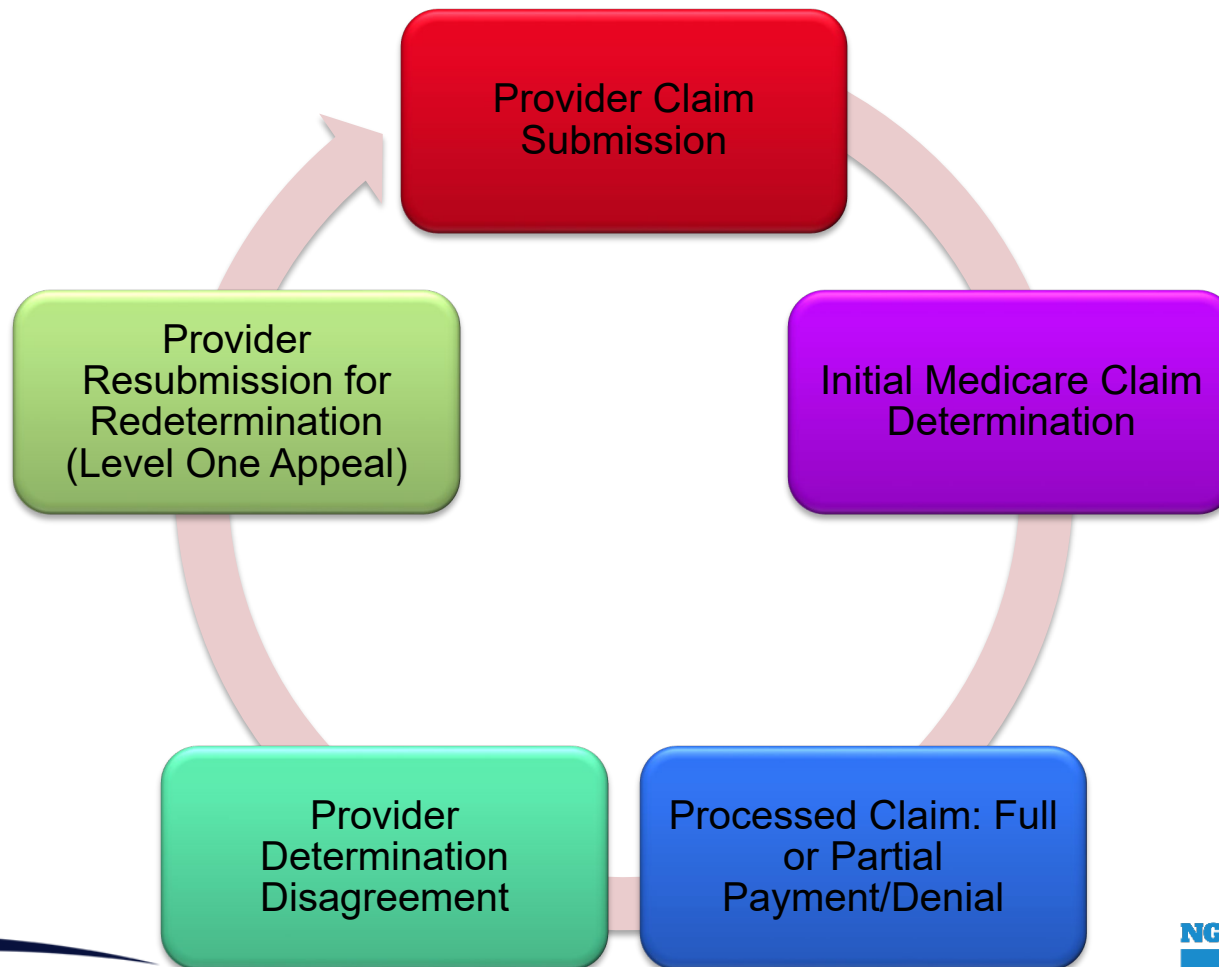 Provider Claim
Submission
Initial Medicare Claim
Determination
Processed Claim: Full
or Partial
Payment/Denial
Provider
Determination
Disagreement
Provider
Resubmission for
Redetermination
(Level One Appeal)
NG